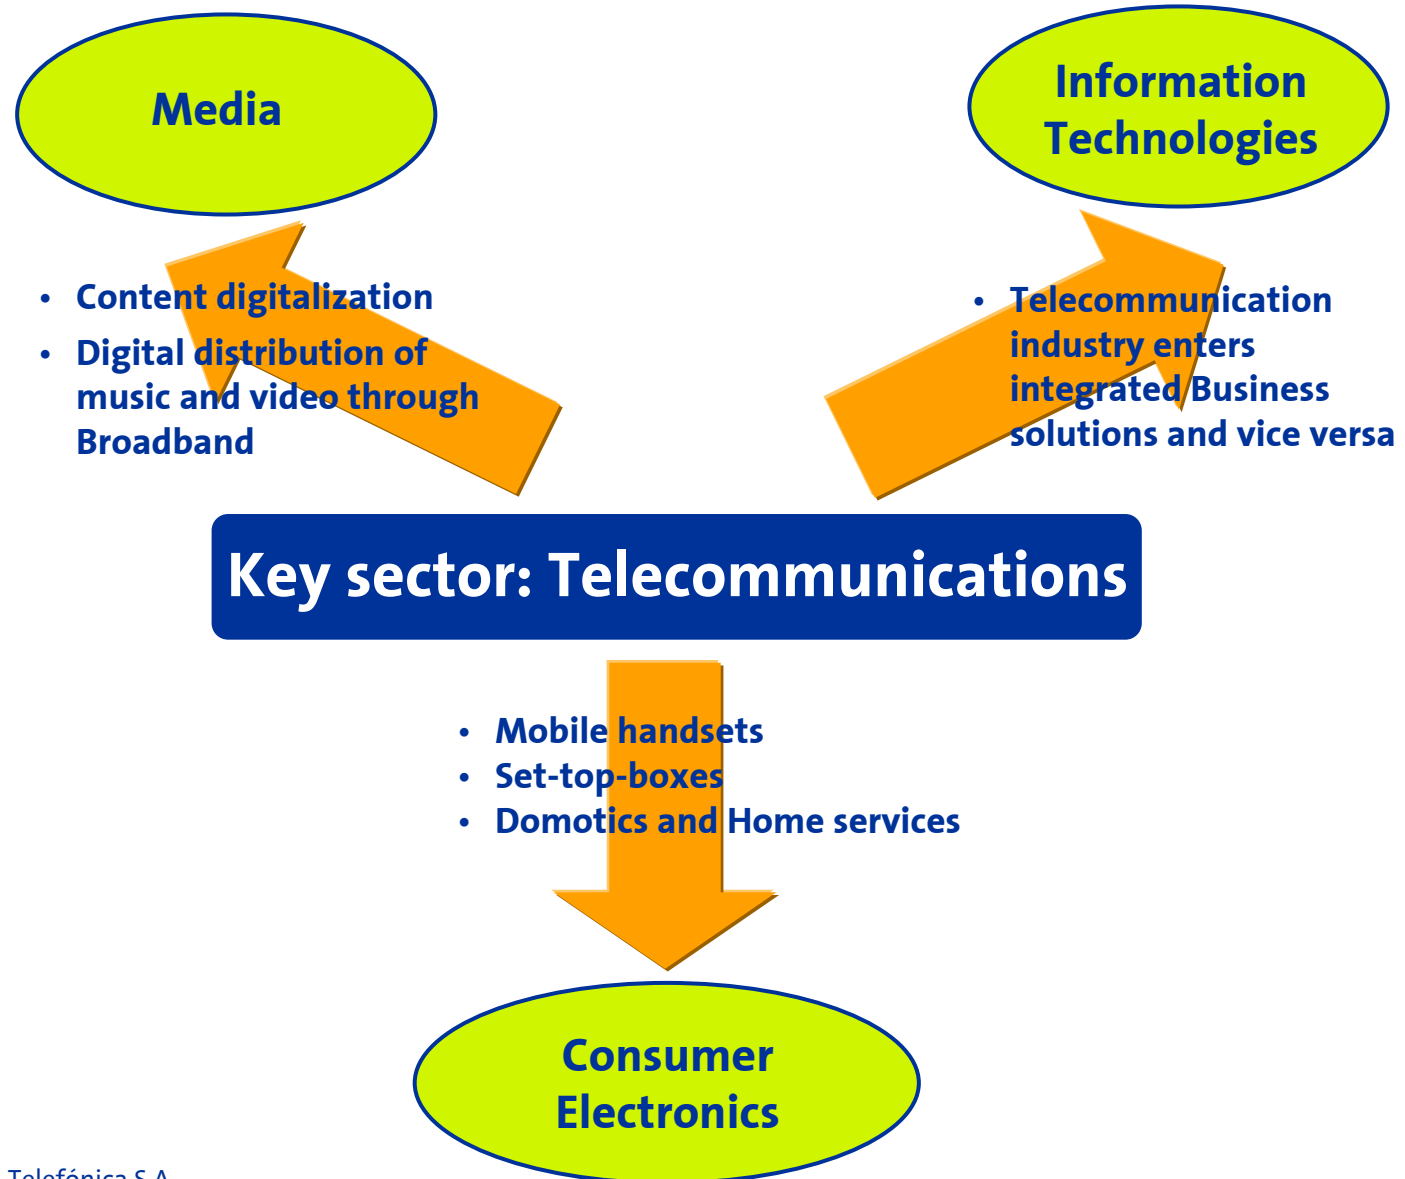 Media
Information
Technologies
• Content digitalization
• Digital distribution of
music and video through
Broadband
• Telecommunication
industry enters
integrated Business
solutions and vice versa
Key sector: Telecommunications
• Mobile handsets
• Set-top-boxes
• Domotics and Home services
Consumer
Electronics
Telefónica S.A.